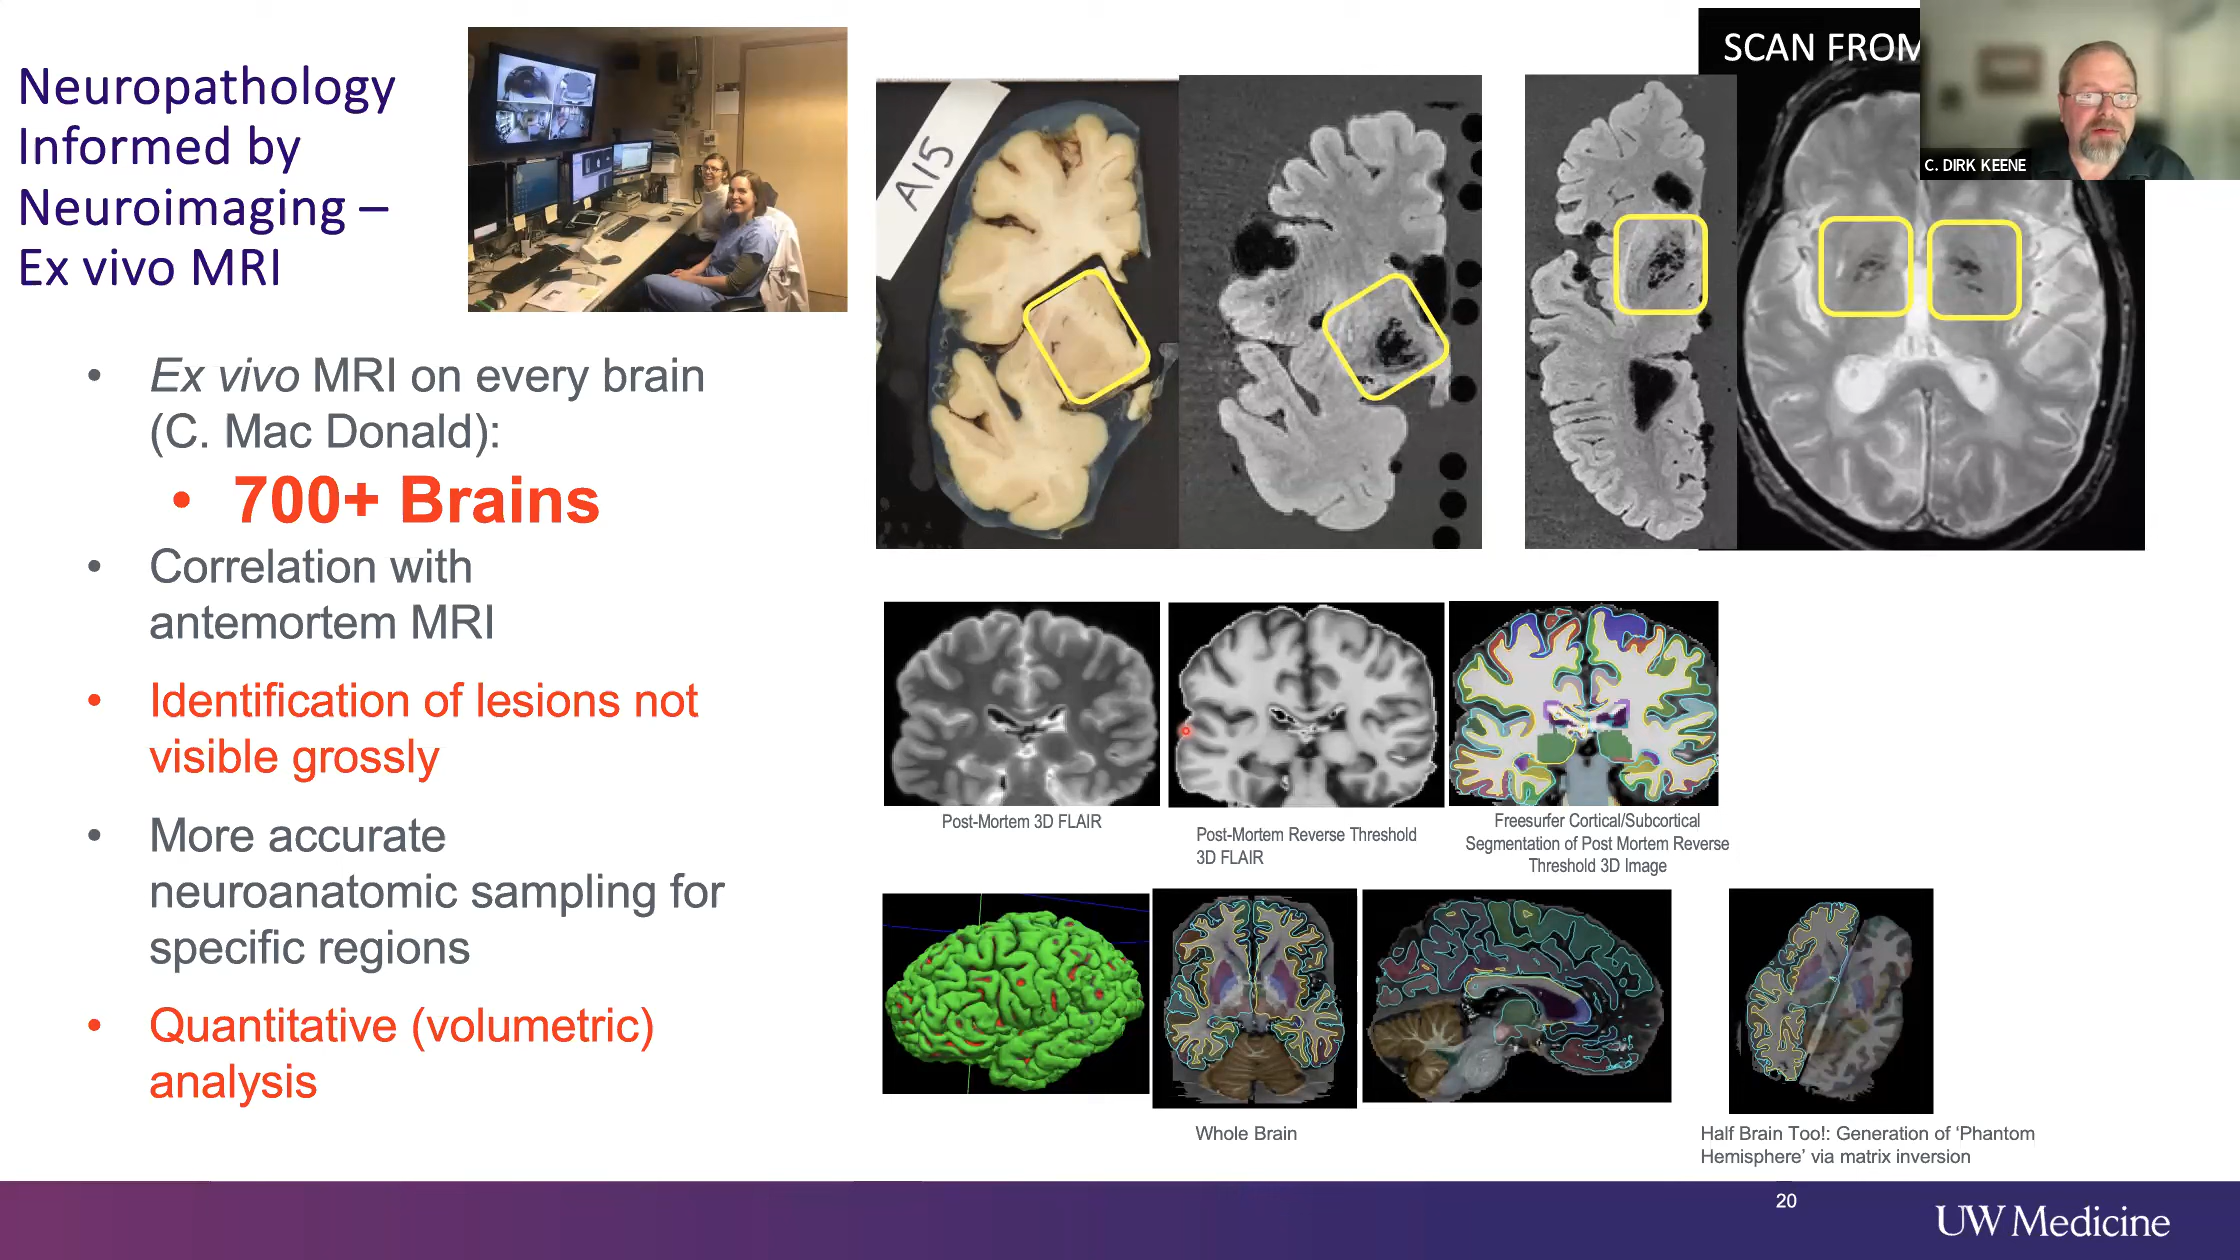 Neuropathology
Informed by
Neuroimaging –
Ex vivo MRI
• Ex vivo MRI on every brain
(C. Mac Donald):
• 700+ Brains
• Correlation with
antemortem MRI
• Identification of lesions not
visible grossly
• More accurate
neuroanatomic sampling for
specific regions
• Quantitative (volumetric)
analysis
A15
SCAN FROM
C. DIRK KEENE
Post-Mortem 3D FLAIR
Post-Mortem Reverse Threshold
3D FLAIR
Freesurfer Cortical/Subcortical
Segmentation of Post Mortem Reverse
Threshold 3D Image
Whole Brain
Half Brain Too!: Generation of ‘Phantom
Hemisphere’ via matrix inversion
20
UW Medicine